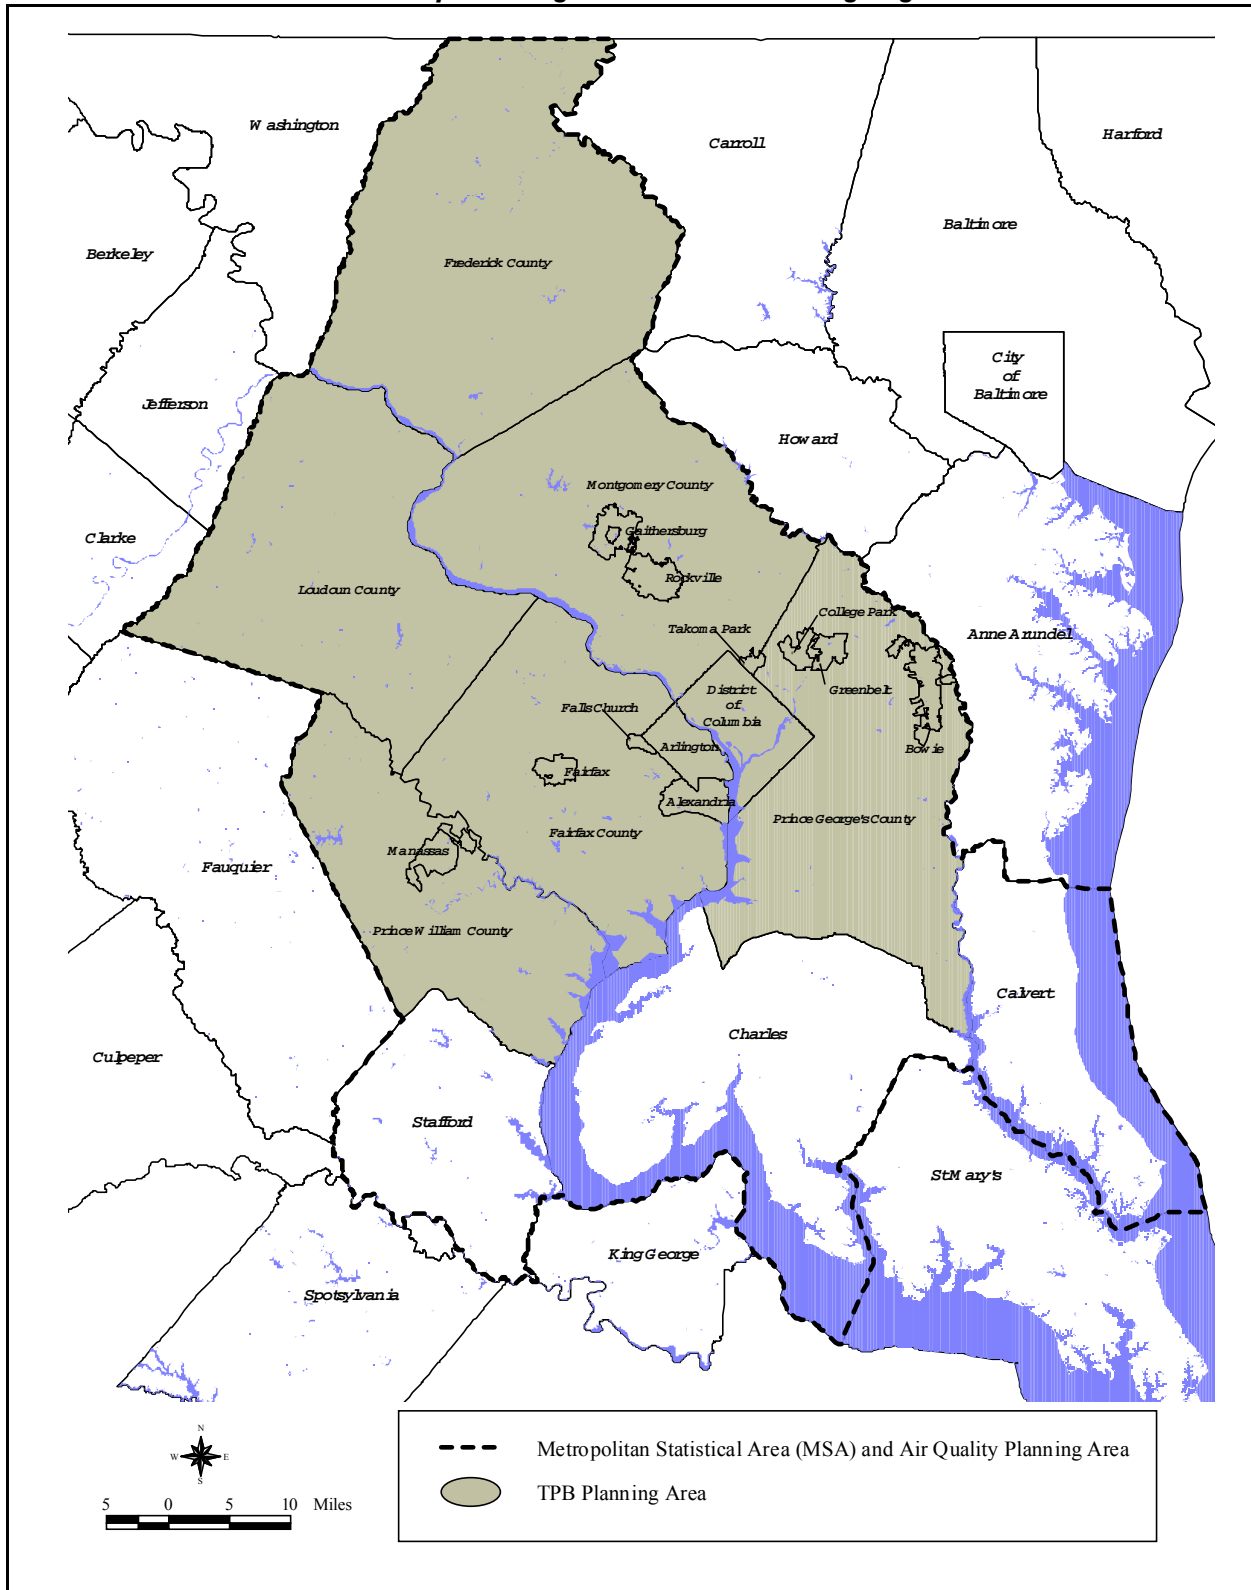 Washington
Carroll
Harford
Baltimore
Berkeley
Frederick County
City
of
Baltimore
Jefferson
Howard
Montgomery County
Gaithersburg
Clarke
Rockville
Loudoun County
College Park
Takoma Park
Anne Arundel
District
of
Columbia
Greenbelt
Falls Church
Arlington
Bowie
Fairfax
Alexandria
Prince George's County
Fairfax County
Manassas
Fauquier
Prince William County
Calvert
Charles
Culpeper
Stafford
St Mary's
King George
Spotsylvania
N
W E
S
5 0 5 10 Miles
Metropolitan Statistical Area (MSA) and Air Quality Planning Area
TPB Planning Area